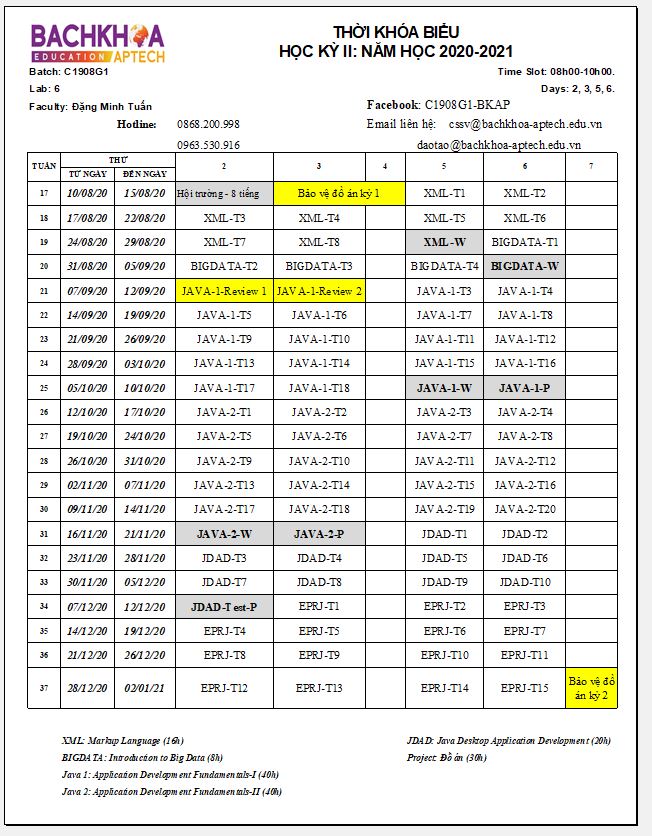 BACHKHOA
EDUCATION APTECH
THỜI KHÓA BIỂU
HỌC KỲ II: NĂM HỌC 2020-2021
Batch: C1908G1 Time Slot: 08h00-10h00.
Lab: 6 Days: 2, 3, 5, 6.
Faculty: Đặng Minh Tuấn Facebook: C1908G1-BKAP
Hotline: 0868.200.998 Email liên hệ: cssv@bachkhoa-aptech.edu.vn
0963.530.916 daotao@bachkhoa-aptech.edu.vn
TUẦN THỨ 2 3 4 5 6 7
TỪ NGÀY ĐẾN NGÀY
17 10/08/20 15/08/20 Hội trường - 8 tiếng Bảo vệ đồ án kỳ 1 XML-T1 XML-T2
18 17/08/20 22/08/20 XML-T3 XML-T4 XML-T5 XML-T6
19 24/08/20 29/08/20 XML-T7 XML-T8 XML-W BIGDATA-T1
20 31/08/20 05/09/20 BIGDATA-T2 BIGDATA-T3 BIGDATA-T4 BIGDATA-W
21 07/09/20 12/09/20 JAVA-1-Review 1 JAVA-1-Review 2 JAVA-1-T3 JAVA-1-T4
22 14/09/20 19/09/20 JAVA-1-T5 JAVA-1-T6 JAVA-1-T7 JAVA-1-T8
23 21/09/20 26/09/20 JAVA-1-T9 JAVA-1-T10 JAVA-1-T11 JAVA-1-T12
24 28/09/20 03/10/20 JAVA-1-T13 JAVA-1-T14 JAVA-1-T15 JAVA-1-T16
25 05/10/20 10/10/20 JAVA-1-T17 JAVA-1-T18 JAVA-1-W JAVA-1-P
26 12/10/20 17/10/20 JAVA-2-T1 JAVA-2-T2 JAVA-2-T3 JAVA-2-T4
27 19/10/20 24/10/20 JAVA-2-T5 JAVA-2-T6 JAVA-2-T7 JAVA-2-T8
28 26/10/20 31/10/20 JAVA-2-T9 JAVA-2-T10 JAVA-2-T11 JAVA-2-T12
29 02/11/20 07/11/20 JAVA-2-T13 JAVA-2-T14 JAVA-2-T15 JAVA-2-T16
30 09/11/20 14/11/20 JAVA-2-T17 JAVA-2-T18 JAVA-2-T19 JAVA-2-T20
31 16/11/20 21/11/20 JAVA-2-W JAVA-2-P JDAD-T1 JDAD-T2
32 23/11/20 28/11/20 JDAD-T3 JDAD-T4 JDAD-T5 JDAD-T6
33 30/11/20 05/12/20 JDAD-T7 JDAD-T8 JDAD-T9 JDAD-T10
34 07/12/20 12/12/20 JDAD-Test-P EPRJ-T1 EPRJ-T2 EPRJ-T3
35 14/12/20 19/12/20 EPRJ-T4 EPRJ-T5 EPRJ-T6 EPRJ-T7
36 21/12/20 26/12/20 EPRJ-T8 EPRJ-T9 EPRJ-T10 EPRJ-T11
37 28/12/20 02/01/21 EPRJ-T12 EPRJ-T13 EPRJ-T14 EPRJ-T15 Bảo vệ đồ án kỳ 2
XML: Markup Language (16h) JDAD: Java Desktop Application Development (20h)
BIGDATA: Introduction to Big Data (8h) Project: Đồ án (30h)
Java 1: Application Development Fundamentals-I (40h)
Java 2: Application Development Fundamentals-II (40h)